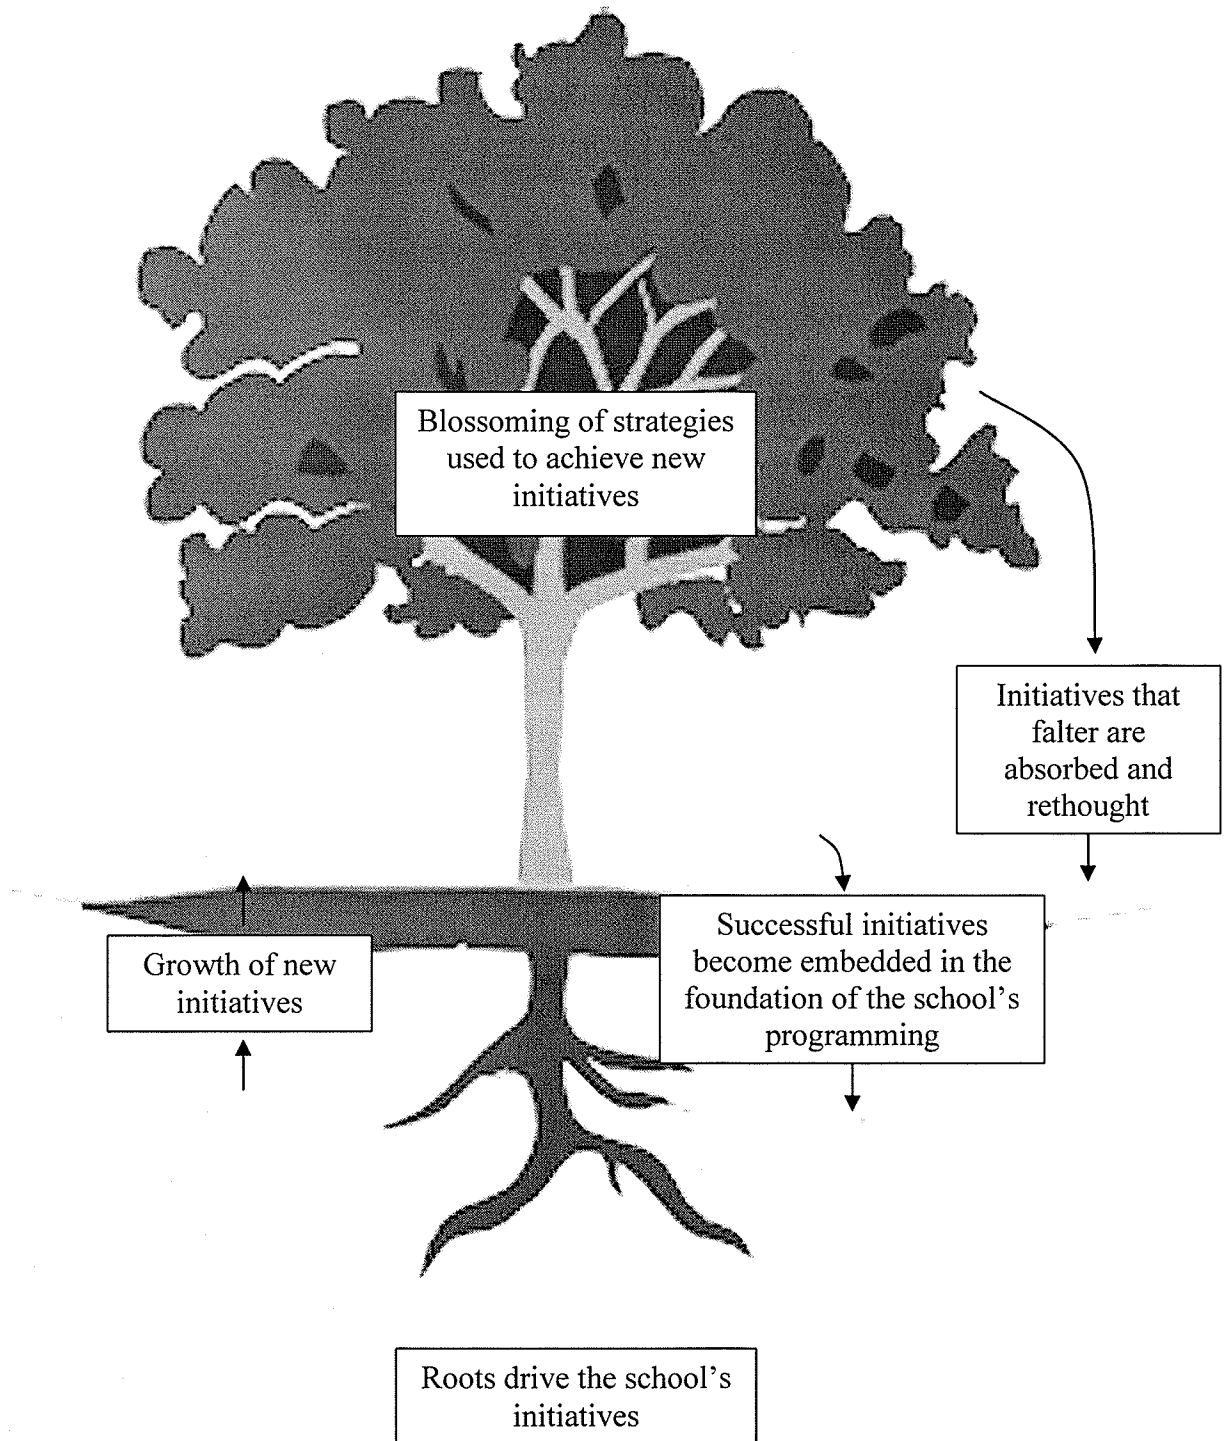 Blossoming of strategies
used to achieve new
initiatives
Initiatives that
falter are
absorbed and
rethought
Growth of new
initiatives
Successful initiatives
become embedded in the
foundation of the school's
programming
Roots drive the school's
initiatives